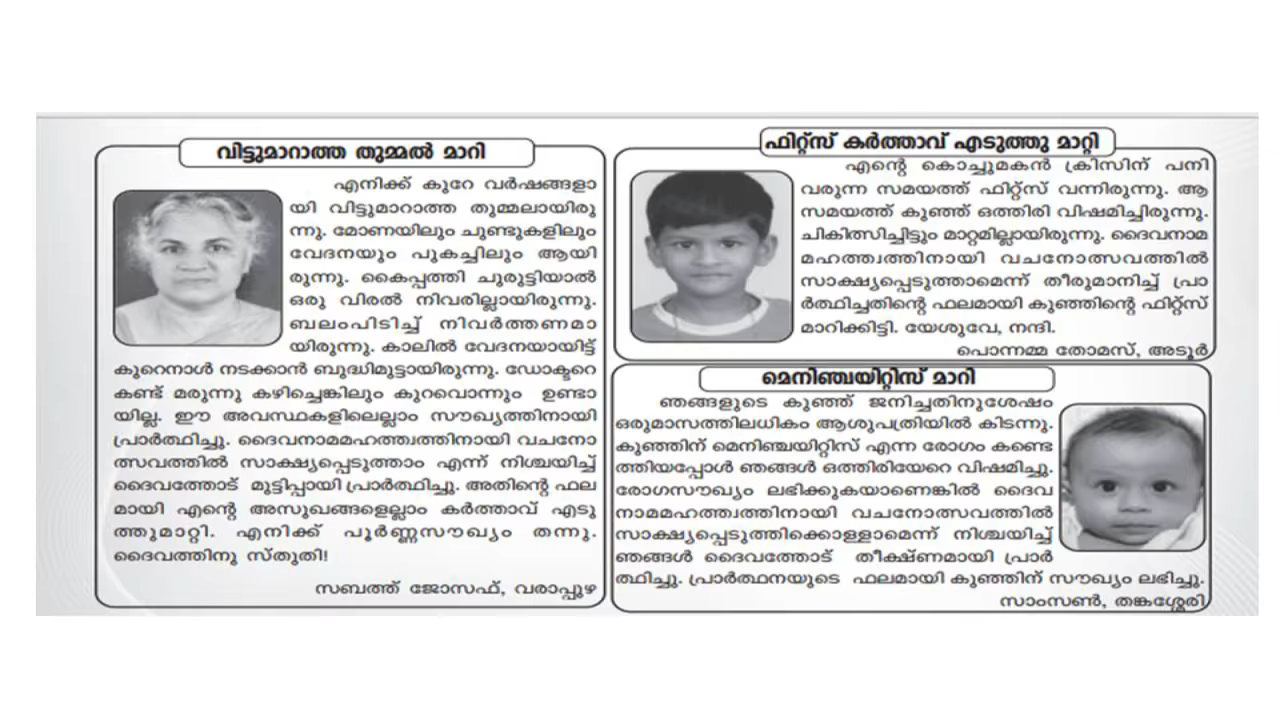 വിട്ടുമാറാത്ത തുമ്മൽ മാറി
എനിക്ക് കുറേ വർഷങ്ങളാ
യി വിട്ടുമാറാത്ത തുമ്മലായിരു
ന്നു. മോണയിലും ചുണ്ടുകളിലും
വേദനയും പുകച്ചിലും ആയി
രുന്നു. കൈപ്പത്തി ചുരുട്ടിയാൽ
ഒരു വിരൽ നിവരില്ലായിരുന്നു.
ബലംപിടിച്ച് നിവർത്തണമാ
യിരുന്നു. കാലിൽ വേദനയായിട്ട്
കുറെനാൾ നടക്കാൻ ബുദ്ധിമുട്ടായിരുന്നു. ഡോക്ടറെ
കണ്ട് മരുന്നു കഴിച്ചെങ്കിലും കുറവൊന്നും ഉണ്ടാ
യില്ല. ഈ അവസ്ഥകളിലെല്ലാം സൗഖ്യത്തിനായി
പ്രാർത്ഥിച്ചു. ദൈവനാമമഹത്ത്വത്തിനായി വചനോ
ത്സവത്തിൽ സാക്ഷ്യപ്പെടുത്താം എന്ന് നിശ്ചയിച്ച്
ദൈവത്തോട് മുട്ടിപ്പായി പ്രാർത്ഥിച്ചു. അതിന്റെ ഫല
മായി എന്റെ അസുഖങ്ങളെല്ലാം കർത്താവ് എടു
ത്തുമാറ്റി. എനിക്ക് പൂർണ്ണസൗഖ്യം തന്നു.
ദൈവത്തിനു സ്തുതി!
സബത്ത് ജോസഫ്, വരാപ്പുഴ
ഫിറ്റ്സ് കർത്താവ് എടുത്തു മാറ്റി
എന്റെ കൊച്ചുമകൻ ക്രിസിന് പനി
വരുന്ന സമയത്ത് ഫിറ്റ്സ് വന്നിരുന്നു. ആ
സമയത്ത് കുഞ്ഞ് ഒത്തിരി വിഷമിച്ചിരുന്നു.
ചികിത്സിച്ചിട്ടും മാറ്റമില്ലായിരുന്നു. ദൈവനാമ
മഹത്ത്വത്തിനായി വചനോത്സവത്തിൽ
സാക്ഷ്യപ്പെടുത്താമെന്ന് തീരുമാനിച്ച് പ്രാ
ർത്ഥിച്ചതിന്റെ ഫലമായി കുഞ്ഞിന്റെ ഫിറ്റ്സ്
മാറിക്കിട്ടി. യേശുവേ, നന്ദി.
പൊന്നമ്മ തോമസ്, അടൂർ
മെനിഞ്ചയിറ്റിസ് മാറി
ഞങ്ങളുടെ കുഞ്ഞ് ജനിച്ചതിനുശേഷം
ഒരുമാസത്തിലധികം ആശുപത്രിയിൽ കിടന്നു.
കുഞ്ഞിന് മെനിഞ്ചയിറ്റിസ് എന്ന രോഗം കണ്ടെ
ത്തിയപ്പോൾ ഞങ്ങൾ ഒത്തിരിയേറെ വിഷമിച്ചു.
രോഗസൗഖ്യം ലഭിക്കുകയാണെങ്കിൽ ദൈവ
നാമമഹത്ത്വത്തിനായി വചനോത്സവത്തിൽ
സാക്ഷ്യപ്പെടുത്തിക്കൊള്ളാമെന്ന് നിശ്ചയിച്ച്
ഞങ്ങൾ ദൈവത്തോട് തീക്ഷ്ണമായി പ്രാർ
ത്ഥിച്ചു. പ്രാർത്ഥനയുടെ ഫലമായി കുഞ്ഞിന് സൗഖ്യം ലഭിച്ചു.
സാംസൺ, തങ്കശ്ശേരി